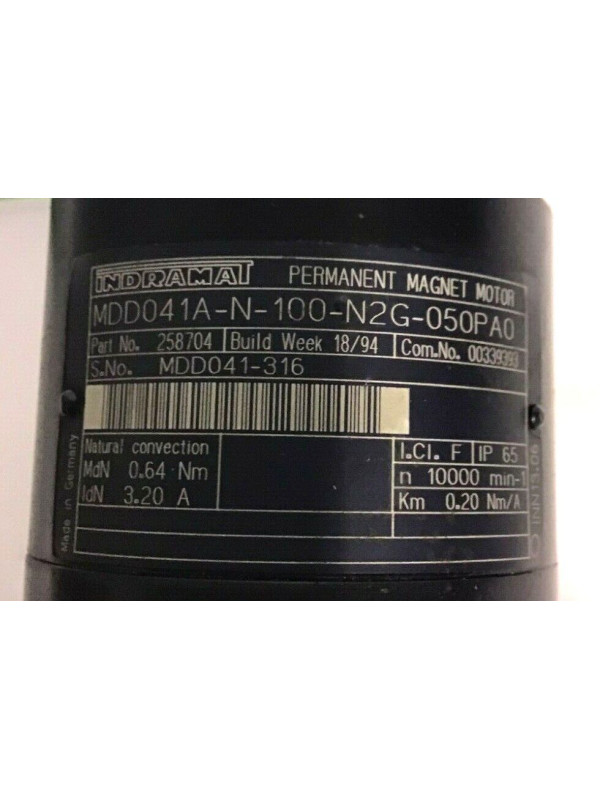 INDRAMAT PERMANENT MAGNET MOTOR
MDD041A-N-100-N2G-050PA0
Part No. 258704 Build Week 18/94 Com.No. 00339393
S.No. MDD041-316
Natural convection
I.Cl. F IP 65
MdN 0.64 Nm
n 10000 min-1
IdN 3.20 A
Km 0.20 Nm/A
Made in Germany
INN13.06